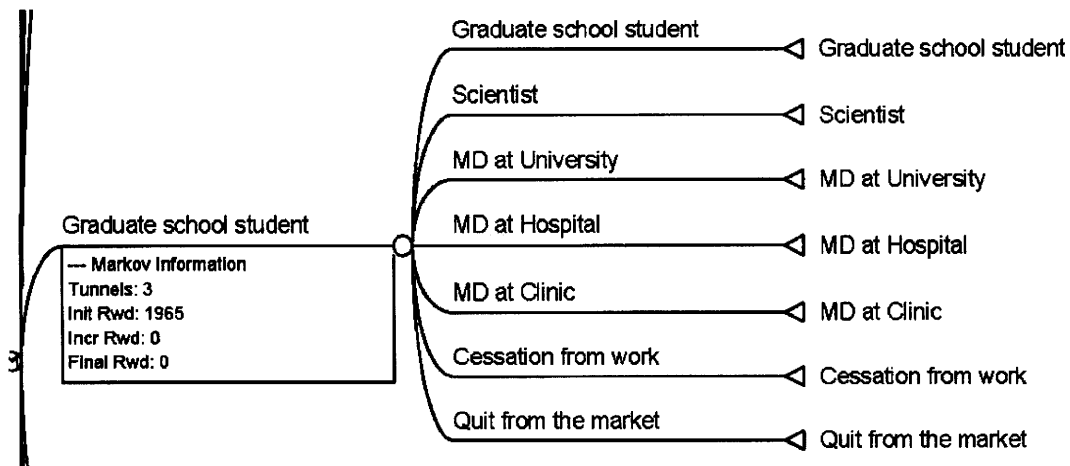 Graduate school student
Graduate school student
Scientist
Scientist
MD at University
MD at University
Graduate school student
MD at Hospital
MD at Hospital
--- Markov Information
Tunnels: 3
Init Rwd: 1965
Incr Rwd: 0
Final Rwd: 0
MD at Clinic
MD at Clinic
Cessation from work
Cessation from work
Quit from the market
Quit from the market